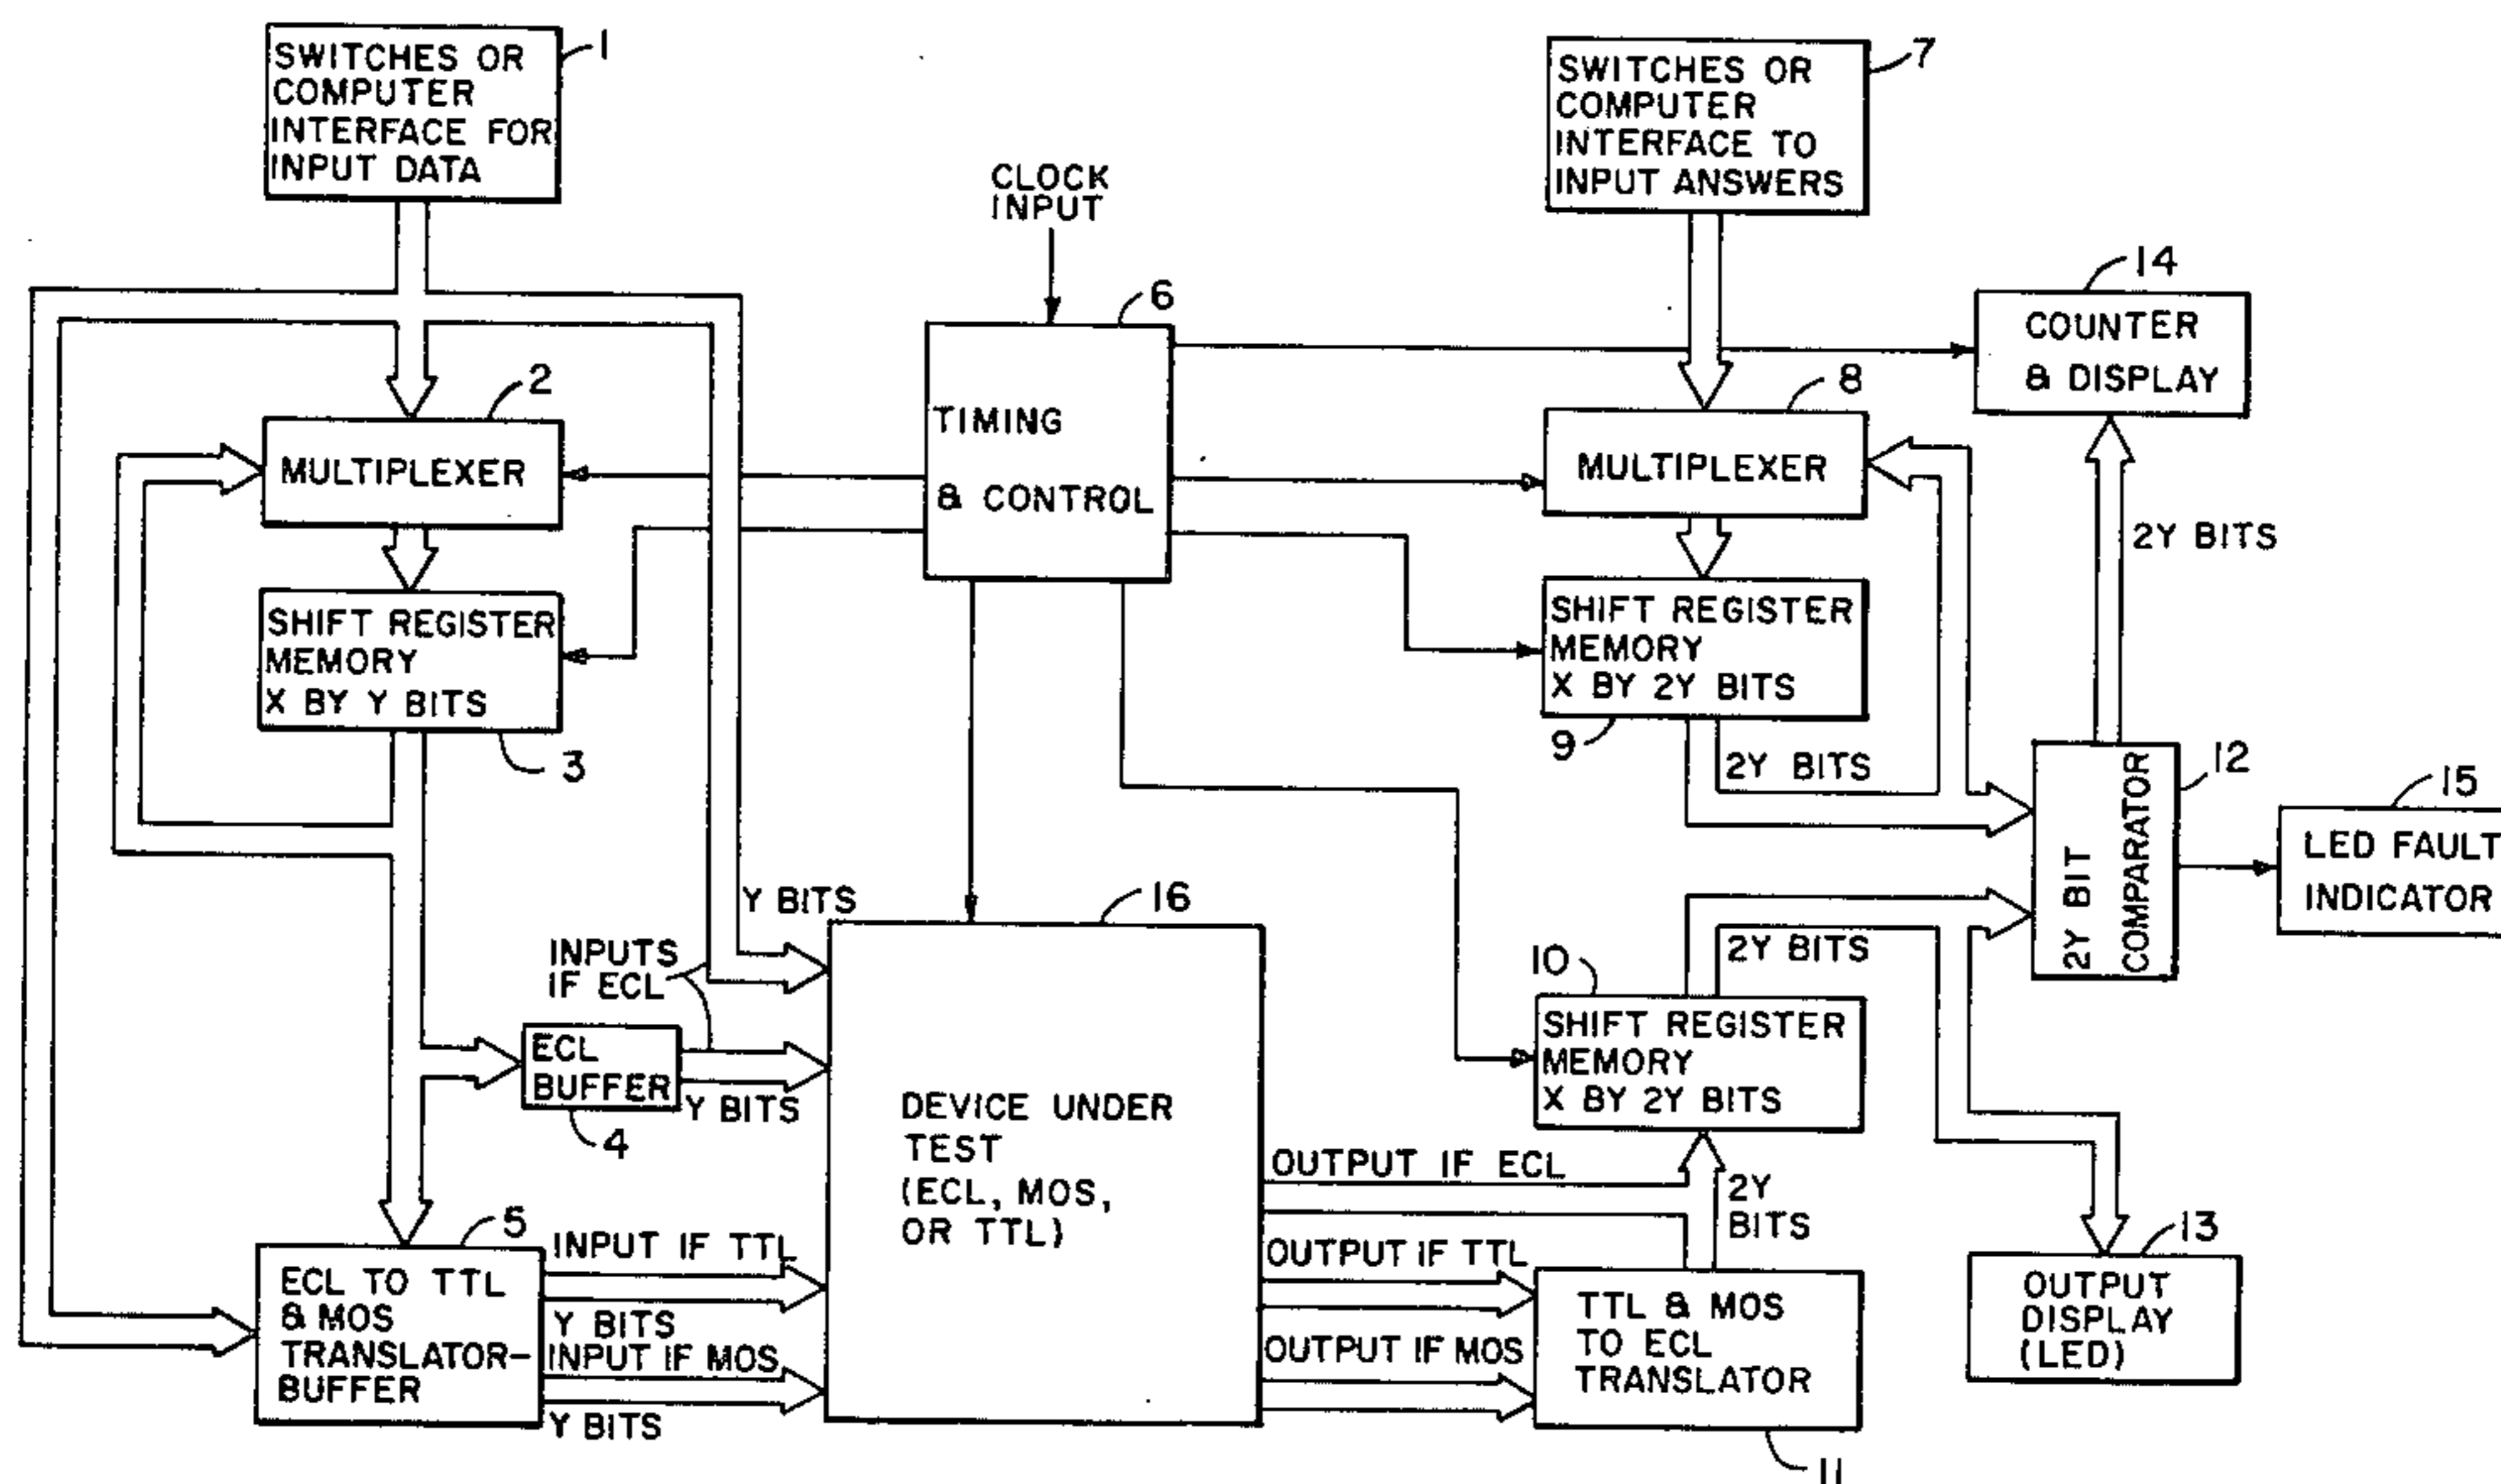 SWITCHES OR
COMPUTER
INTERFACE FOR
INPUT DATA
1
SWITCHES OR
COMPUTER
INTERFACE TO
INPUT ANSWERS
7
CLOCK
INPUT
6
TIMING
& CONTROL
14
COUNTER
& DISPLAY
2
MULTIPLEXER
8
MULTIPLEXER
2Y BITS
SHIFT REGISTER
MEMORY
X BY Y BITS
3
SHIFT REGISTER
MEMORY
X BY 2Y BITS
9
2Y BITS
2Y BIT
COMPARATOR
12
15
LED FAULT
INDICATOR
Y BITS
16
INPUTS
IF ECL
ECL
BUFFER
4
Y BITS
DEVICE UNDER
TEST
(ECL, MOS,
OR TTL)
2Y BITS
10
SHIFT REGISTER
MEMORY
X BY 2Y BITS
OUTPUT IF ECL
2Y
BITS
5
ECL TO TTL
& MOS
TRANSLATOR-
BUFFER
INPUT IF TTL
Y BITS
INPUT IF MOS
Y BITS
OUTPUT IF TTL
OUTPUT IF MOS
TTL & MOS
TO ECL
TRANSLATOR
11
13
OUTPUT
DISPLAY
(LED)